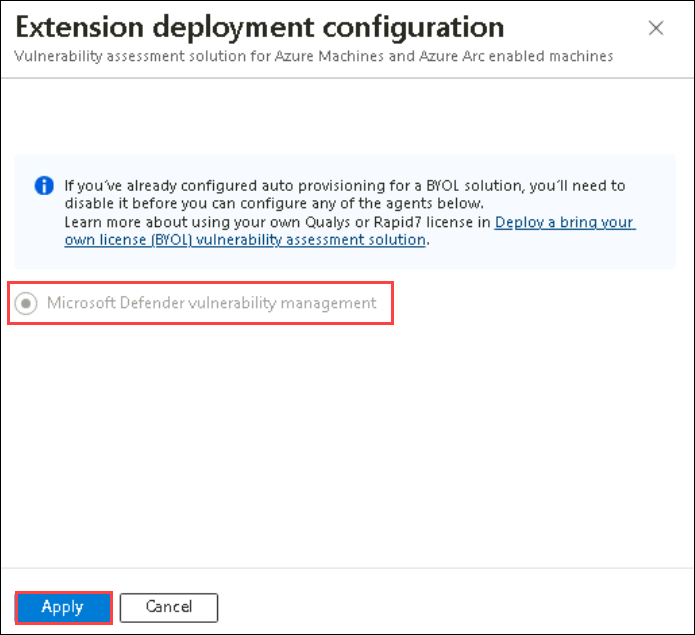 Extension deployment configuration
Vulnerability assessment solution for Azure Machines and Azure Arc enabled machines
If you've already configured auto provisioning for a BYOL solution, you'll need to
disable it before you can configure any of the agents below.
Learn more about using your own Qualys or Rapid7 license in Deploy a bring your
own license (BYOL) vulnerability assessment solution.
Microsoft Defender vulnerability management
Apply
Cancel